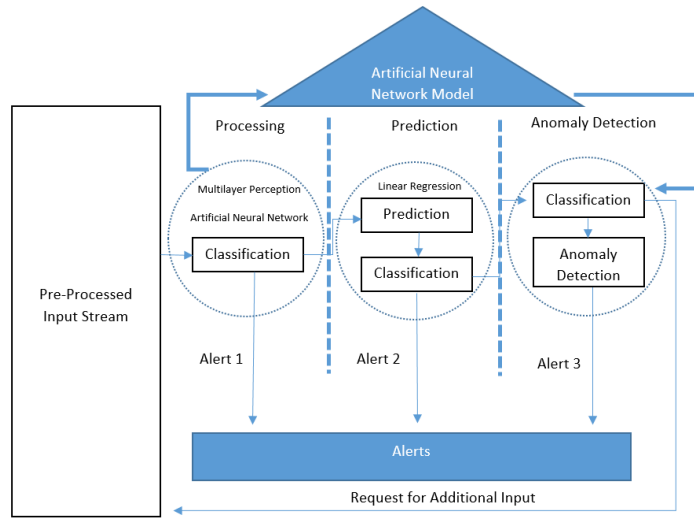 Artificial Neural
Network Model
Processing
Prediction
Anomaly Detection
Multilayer Perception
Artificial Neural Network
Classification
Linear Regression
Prediction
Classification
Classification
Anomaly
Detection
Pre-Processed
Input Stream
Alert 1
Alert 2
Alert 3
Alerts
Request for Additional Input